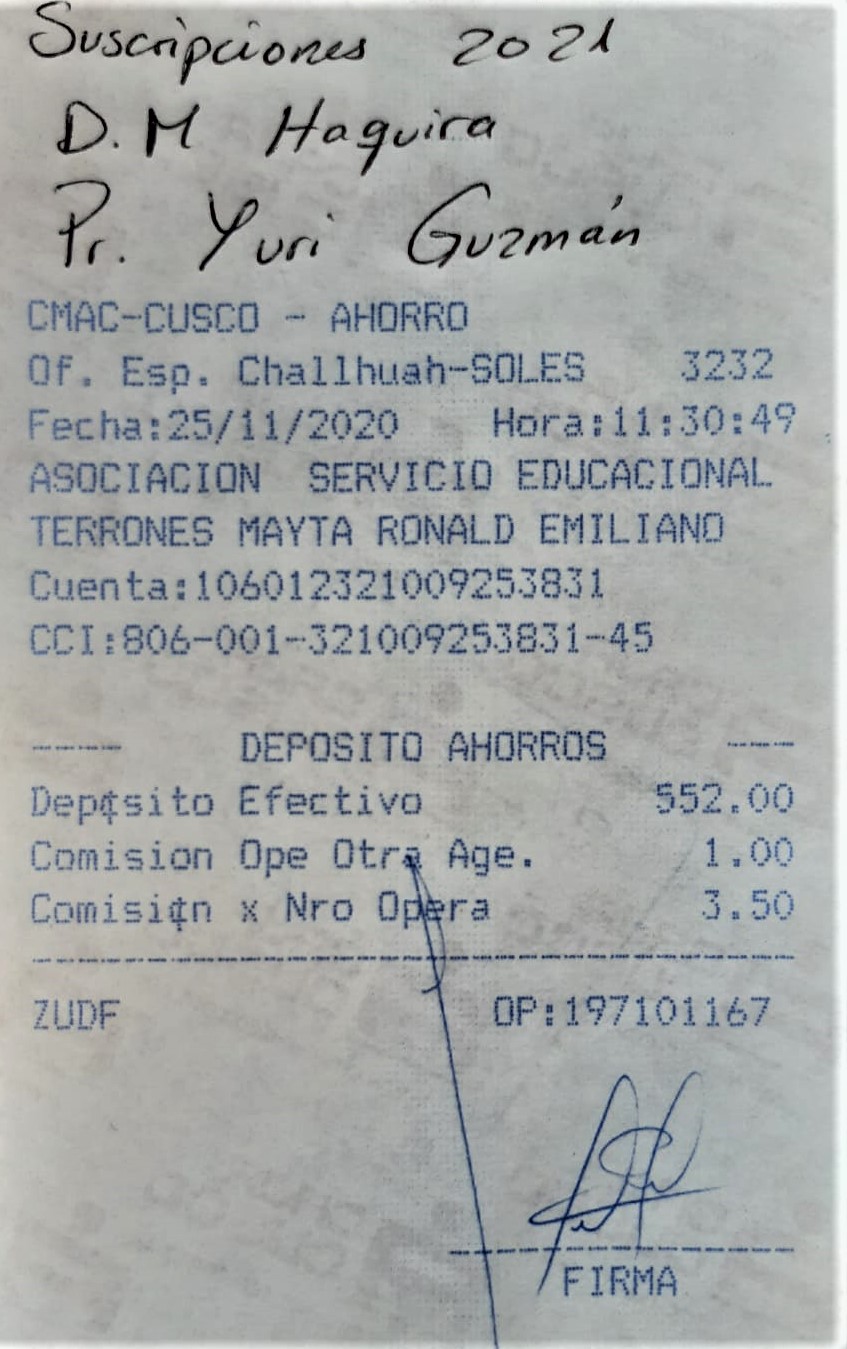 Suscripciones 2021
D.M Haquira
Pr. Yuri Guzmán
CMAC-CUSCO - AHORRO
Of. Esp. Challhuah-SOLES 3232
Fecha:25/11/2020 Hora:11:30:49
ASOCIACION SERVICIO EDUCACIONAL
TERRONES MAYTA RONALD EMILIANO
Cuenta:106012321009253831
CCI:806-001-321009253831-45
---- DEPOSITO AHORROS ---
Dep¢sito Efectivo 552.00
Comision Ope Otra Age. 1.00
Comisi¢n x Nro Opera 3.50
ZUDF OP:197101167
FIRMA